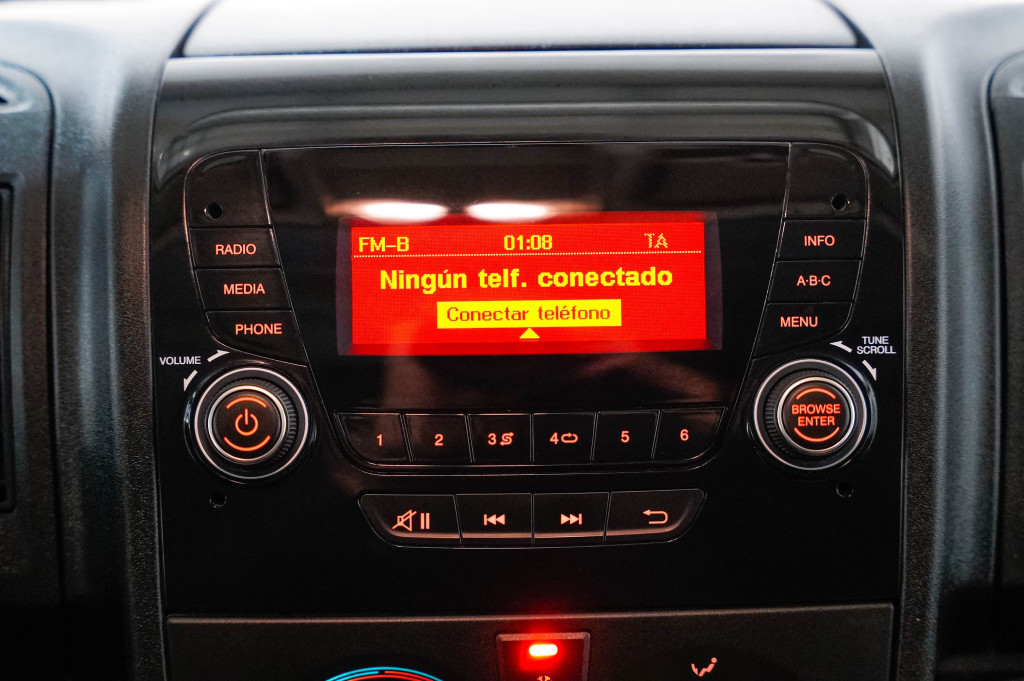 FM-B 01:08 TA
Ningún telf. conectado
Conectar teléfono
RADIO
MEDIA
PHONE
VOLUME
INFO
A·B·C
MENU
TUNE
SCROLL
BROWSE
ENTER
1 2 3 4 5 6